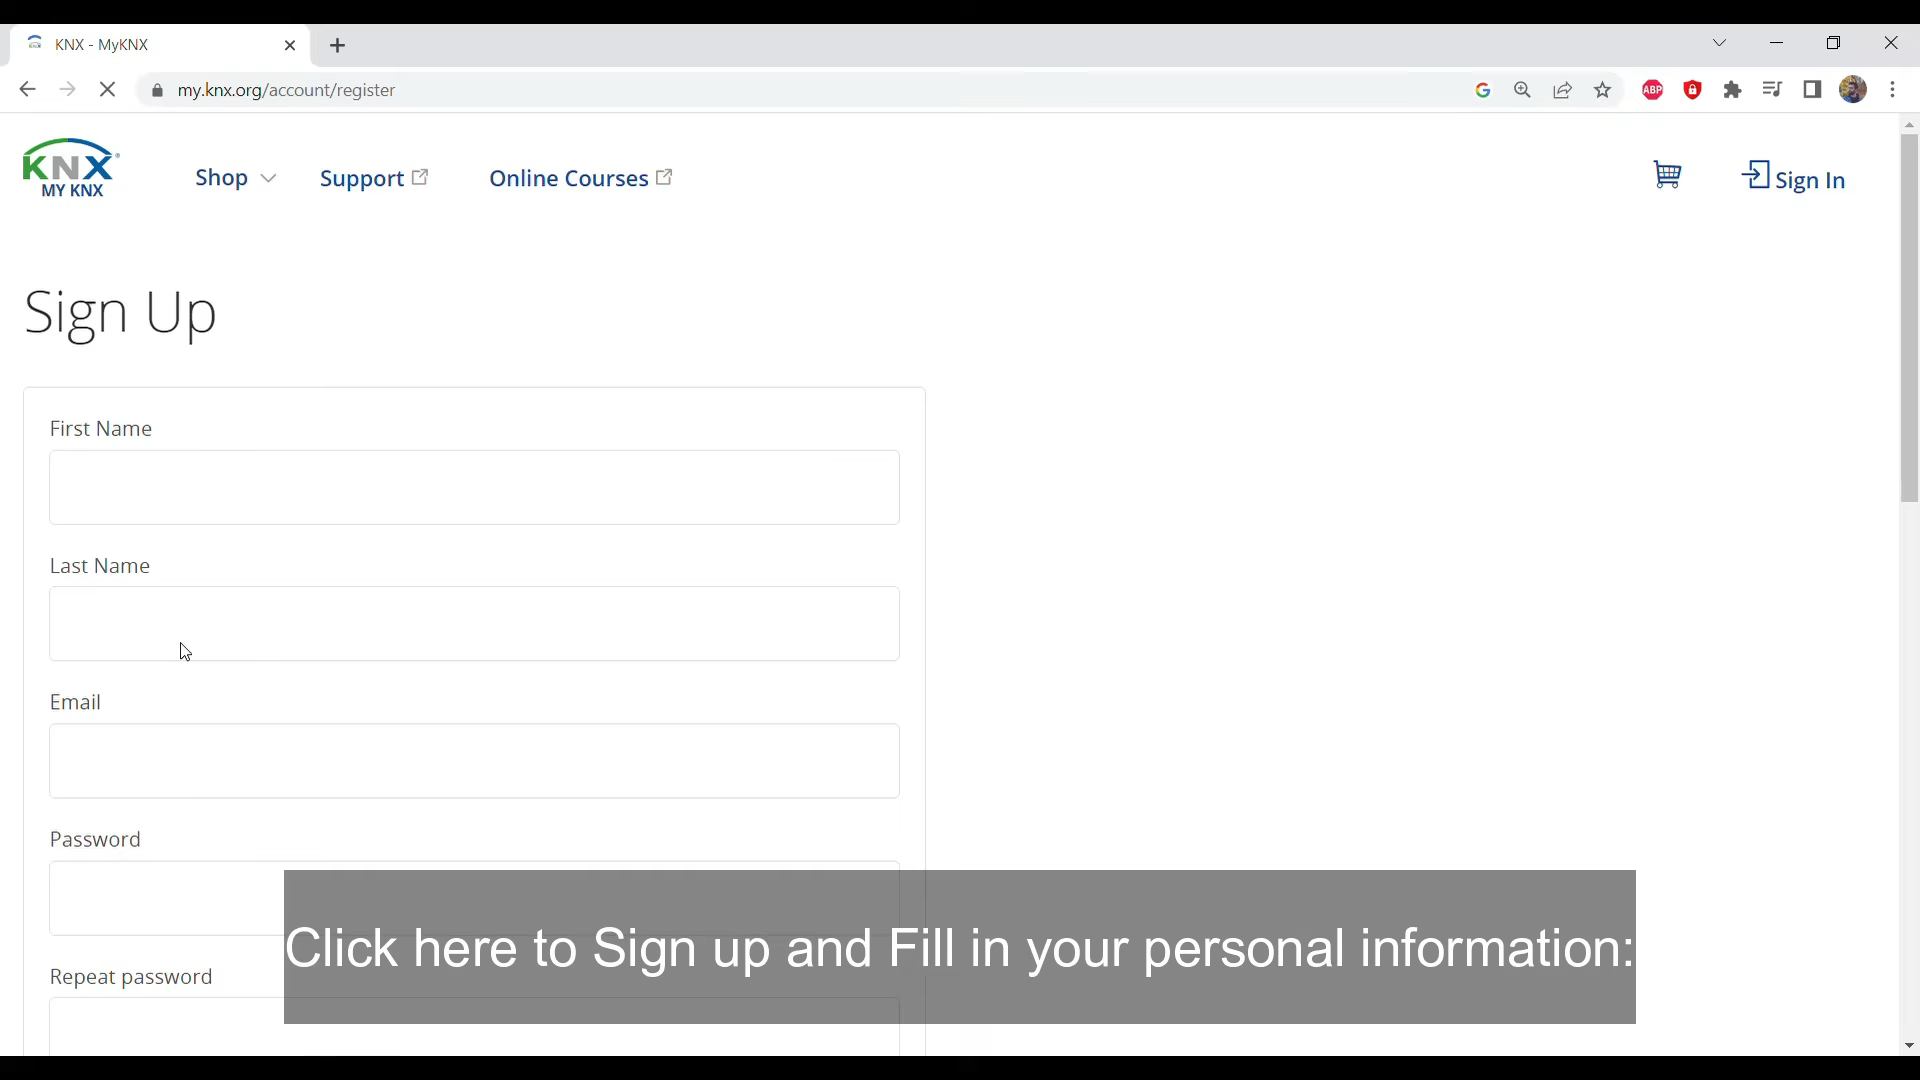 KNX - MyKNX
my.knx.org/account/register
ABP
KNX
MY KNX
Shop
Support
Online Courses
Sign In
Sign Up
First Name
Last Name
Email
Password
Click here to Sign up and Fill in your personal information:
Repeat password